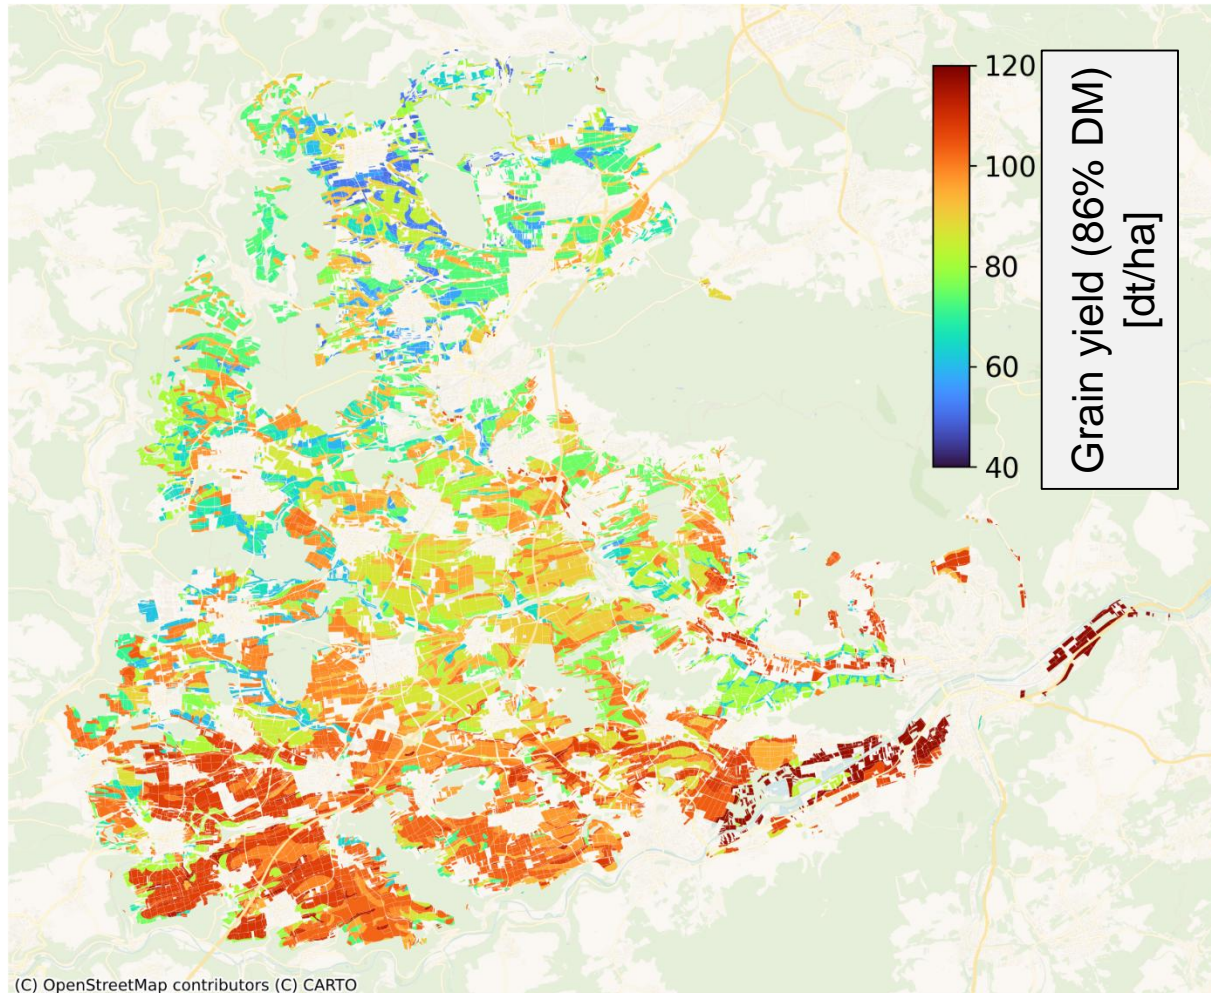 120
100
80
60
40
Grain yield (86% DM)
[dt/ha]
(C) OpenStreetMap contributors (C) CARTO